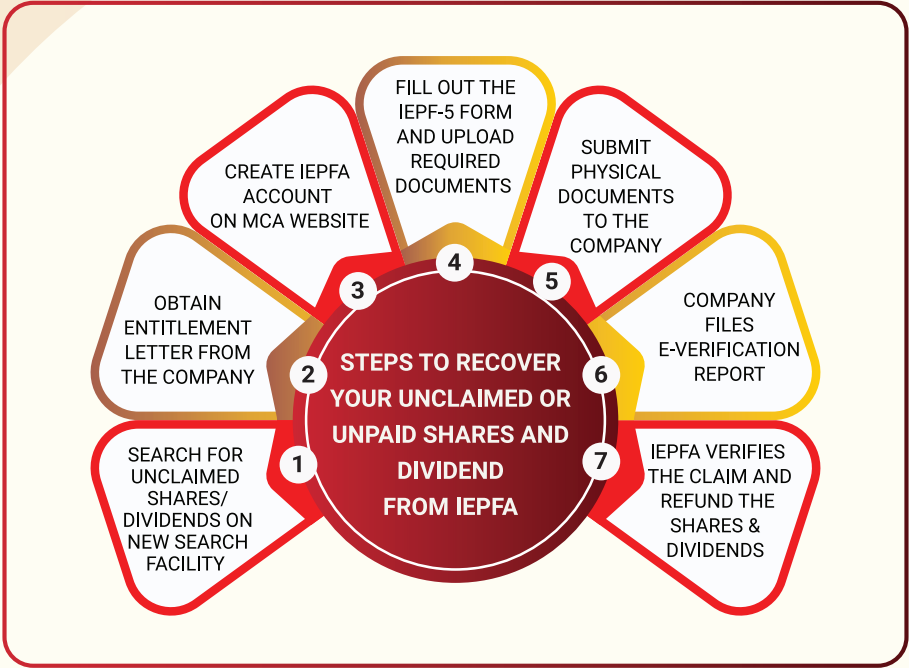 STEPS TO RECOVER
YOUR UNCLAIMED OR
UNPAID SHARES AND
DIVIDEND
FROM IEPFA
1
SEARCH FOR
UNCLAIMED
SHARES/
DIVIDENDS ON
NEW SEARCH
FACILITY
2
OBTAIN
ENTITLEMENT
LETTER FROM
THE COMPANY
3
CREATE IEPFA
ACCOUNT
ON MCA WEBSITE
4
FILL OUT THE
IEPF-5 FORM
AND UPLOAD
REQUIRED
DOCUMENTS
5
SUBMIT
PHYSICAL
DOCUMENTS
TO THE
COMPANY
6
COMPANY
FILES
E-VERIFICATION
REPORT
7
IEPFA VERIFIES
THE CLAIM AND
REFUND THE
SHARES &
DIVIDENDS